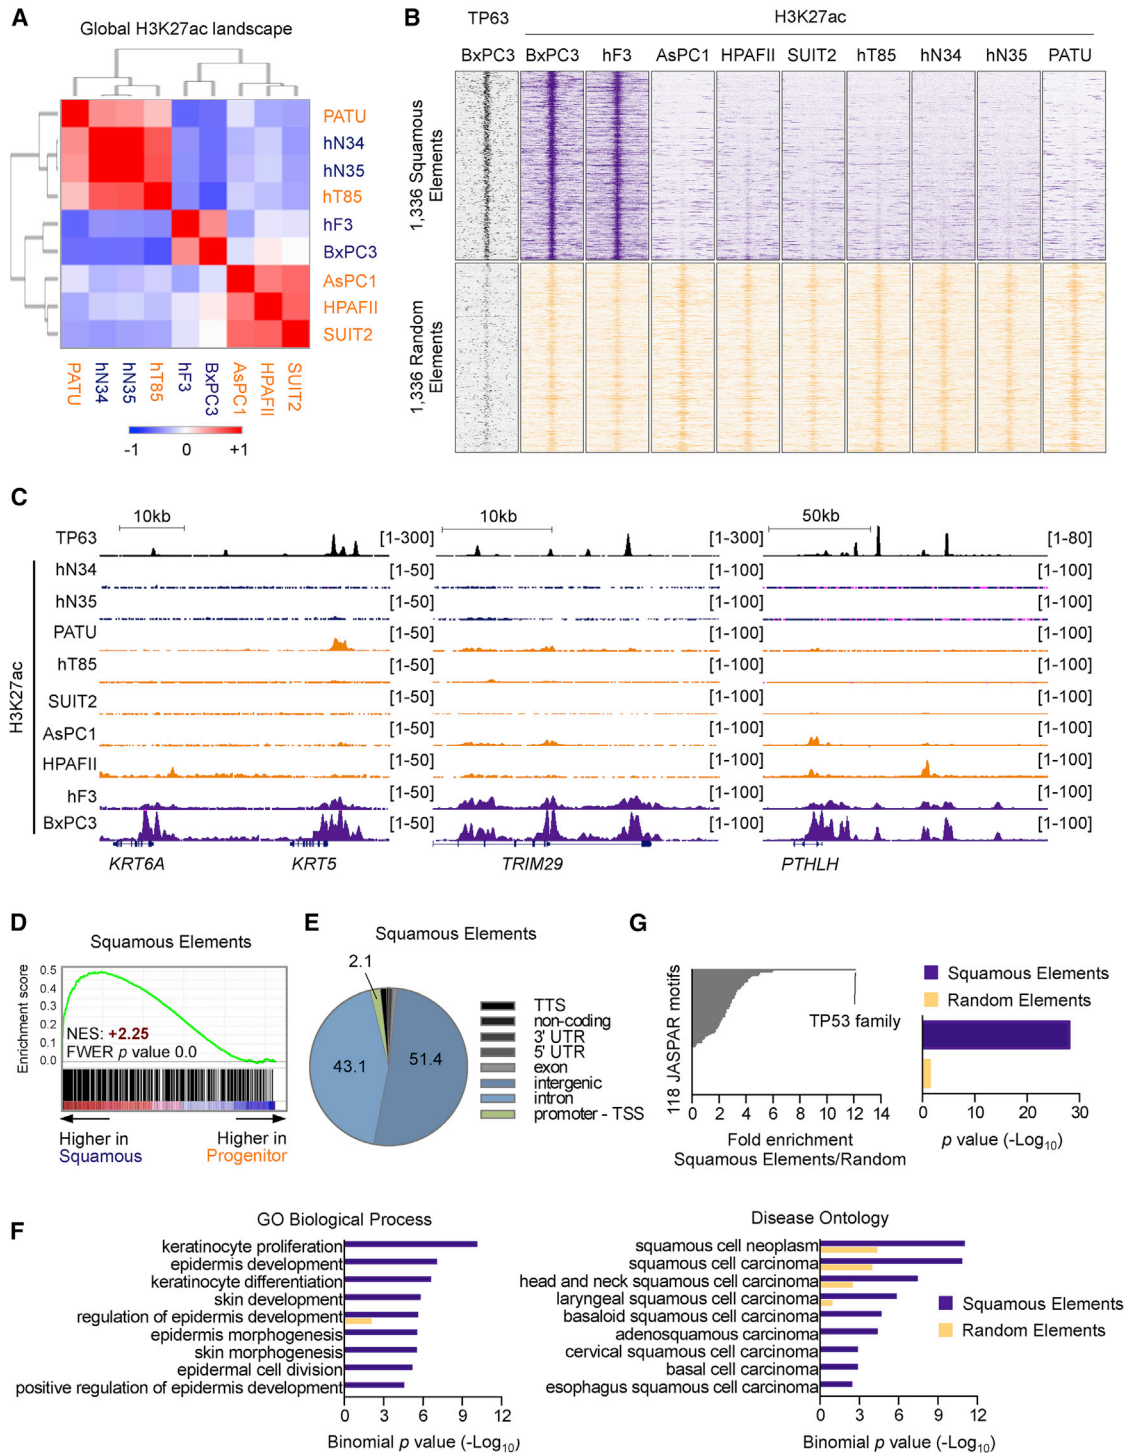 A
Global H3K27ac landscape
PATU
hN34
hN35
hT85
hF3
BxPC3
AsPC1
HPAFII
SUIT2
PATU
hN34
hN35
hT85
hF3
BxPC3
AsPC1
HPAFII
SUIT2
-1 0 +1
B
TP63 H3K27ac
BxPC3 BxPC3 hF3 AsPC1 HPAFII SUIT2 hT85 hN34 hN35 PATU
1,336 Squamous
Elements
1,336 Random
Elements
C
10kb 10kb 50kb
TP63 [1-300] [1-300] [1-80]
H3K27ac
hN34 [1-50] [1-100] [1-100]
hN35 [1-50] [1-100] [1-100]
PATU [1-50] [1-100] [1-100]
hT85 [1-50] [1-100] [1-100]
SUIT2 [1-50] [1-100] [1-100]
AsPC1 [1-50] [1-100] [1-100]
HPAFII [1-50] [1-100] [1-100]
hF3 [1-50] [1-100] [1-100]
BxPC3 [1-50] [1-100] [1-100]
KRT6A KRT5 TRIM29 PTHLH
D
Squamous Elements
Enrichment score
0.5
0.4
0.3
0.2
0.1
0.0
NES: +2.25
FWER p value 0.0
Higher in
Squamous
Higher in
Progenitor
E
Squamous Elements
2.1
43.1
51.4
TTS
non-coding
3' UTR
5' UTR
exon
intergenic
intron
promoter - TSS
G
118 JASPAR motifs
TP53 family
0 2 4 6 8 10 12 14
Fold enrichment
Squamous Elements/Random
Squamous Elements
Random Elements
0 10 20 30
p value (-Log10)
F
GO Biological Process
keratinocyte proliferation
epidermis development
keratinocyte differentiation
skin development
regulation of epidermis development
epidermis morphogenesis
skin morphogenesis
epidermal cell division
positive regulation of epidermis development
0 3 6 9 12
Binomial p value (-Log10)
Disease Ontology
squamous cell neoplasm
squamous cell carcinoma
head and neck squamous cell carcinoma
laryngeal squamous cell carcinoma
basaloid squamous cell carcinoma
adenosquamous carcinoma
cervical squamous cell carcinoma
basal cell carcinoma
esophagus squamous cell carcinoma
0 3 6 9 12
Binomial p value (-Log10)
Squamous Elements
Random Elements